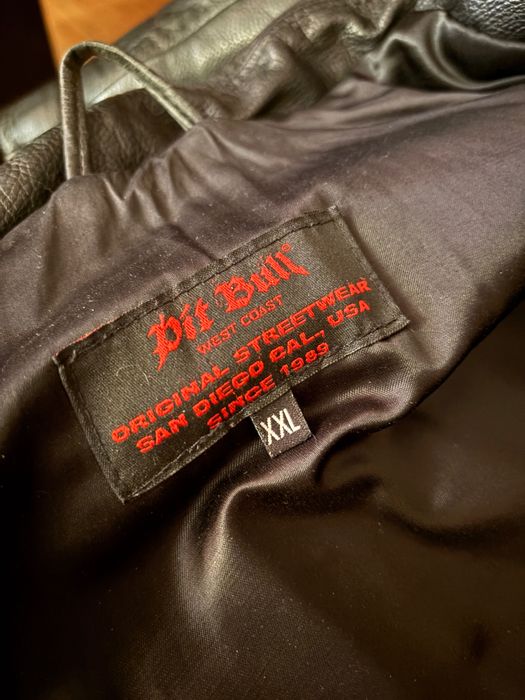 Pit Bull®
WEST COAST
ORIGINAL STREETWEAR
SAN DIEGO CAL, USA
SINCE 1989
XXL